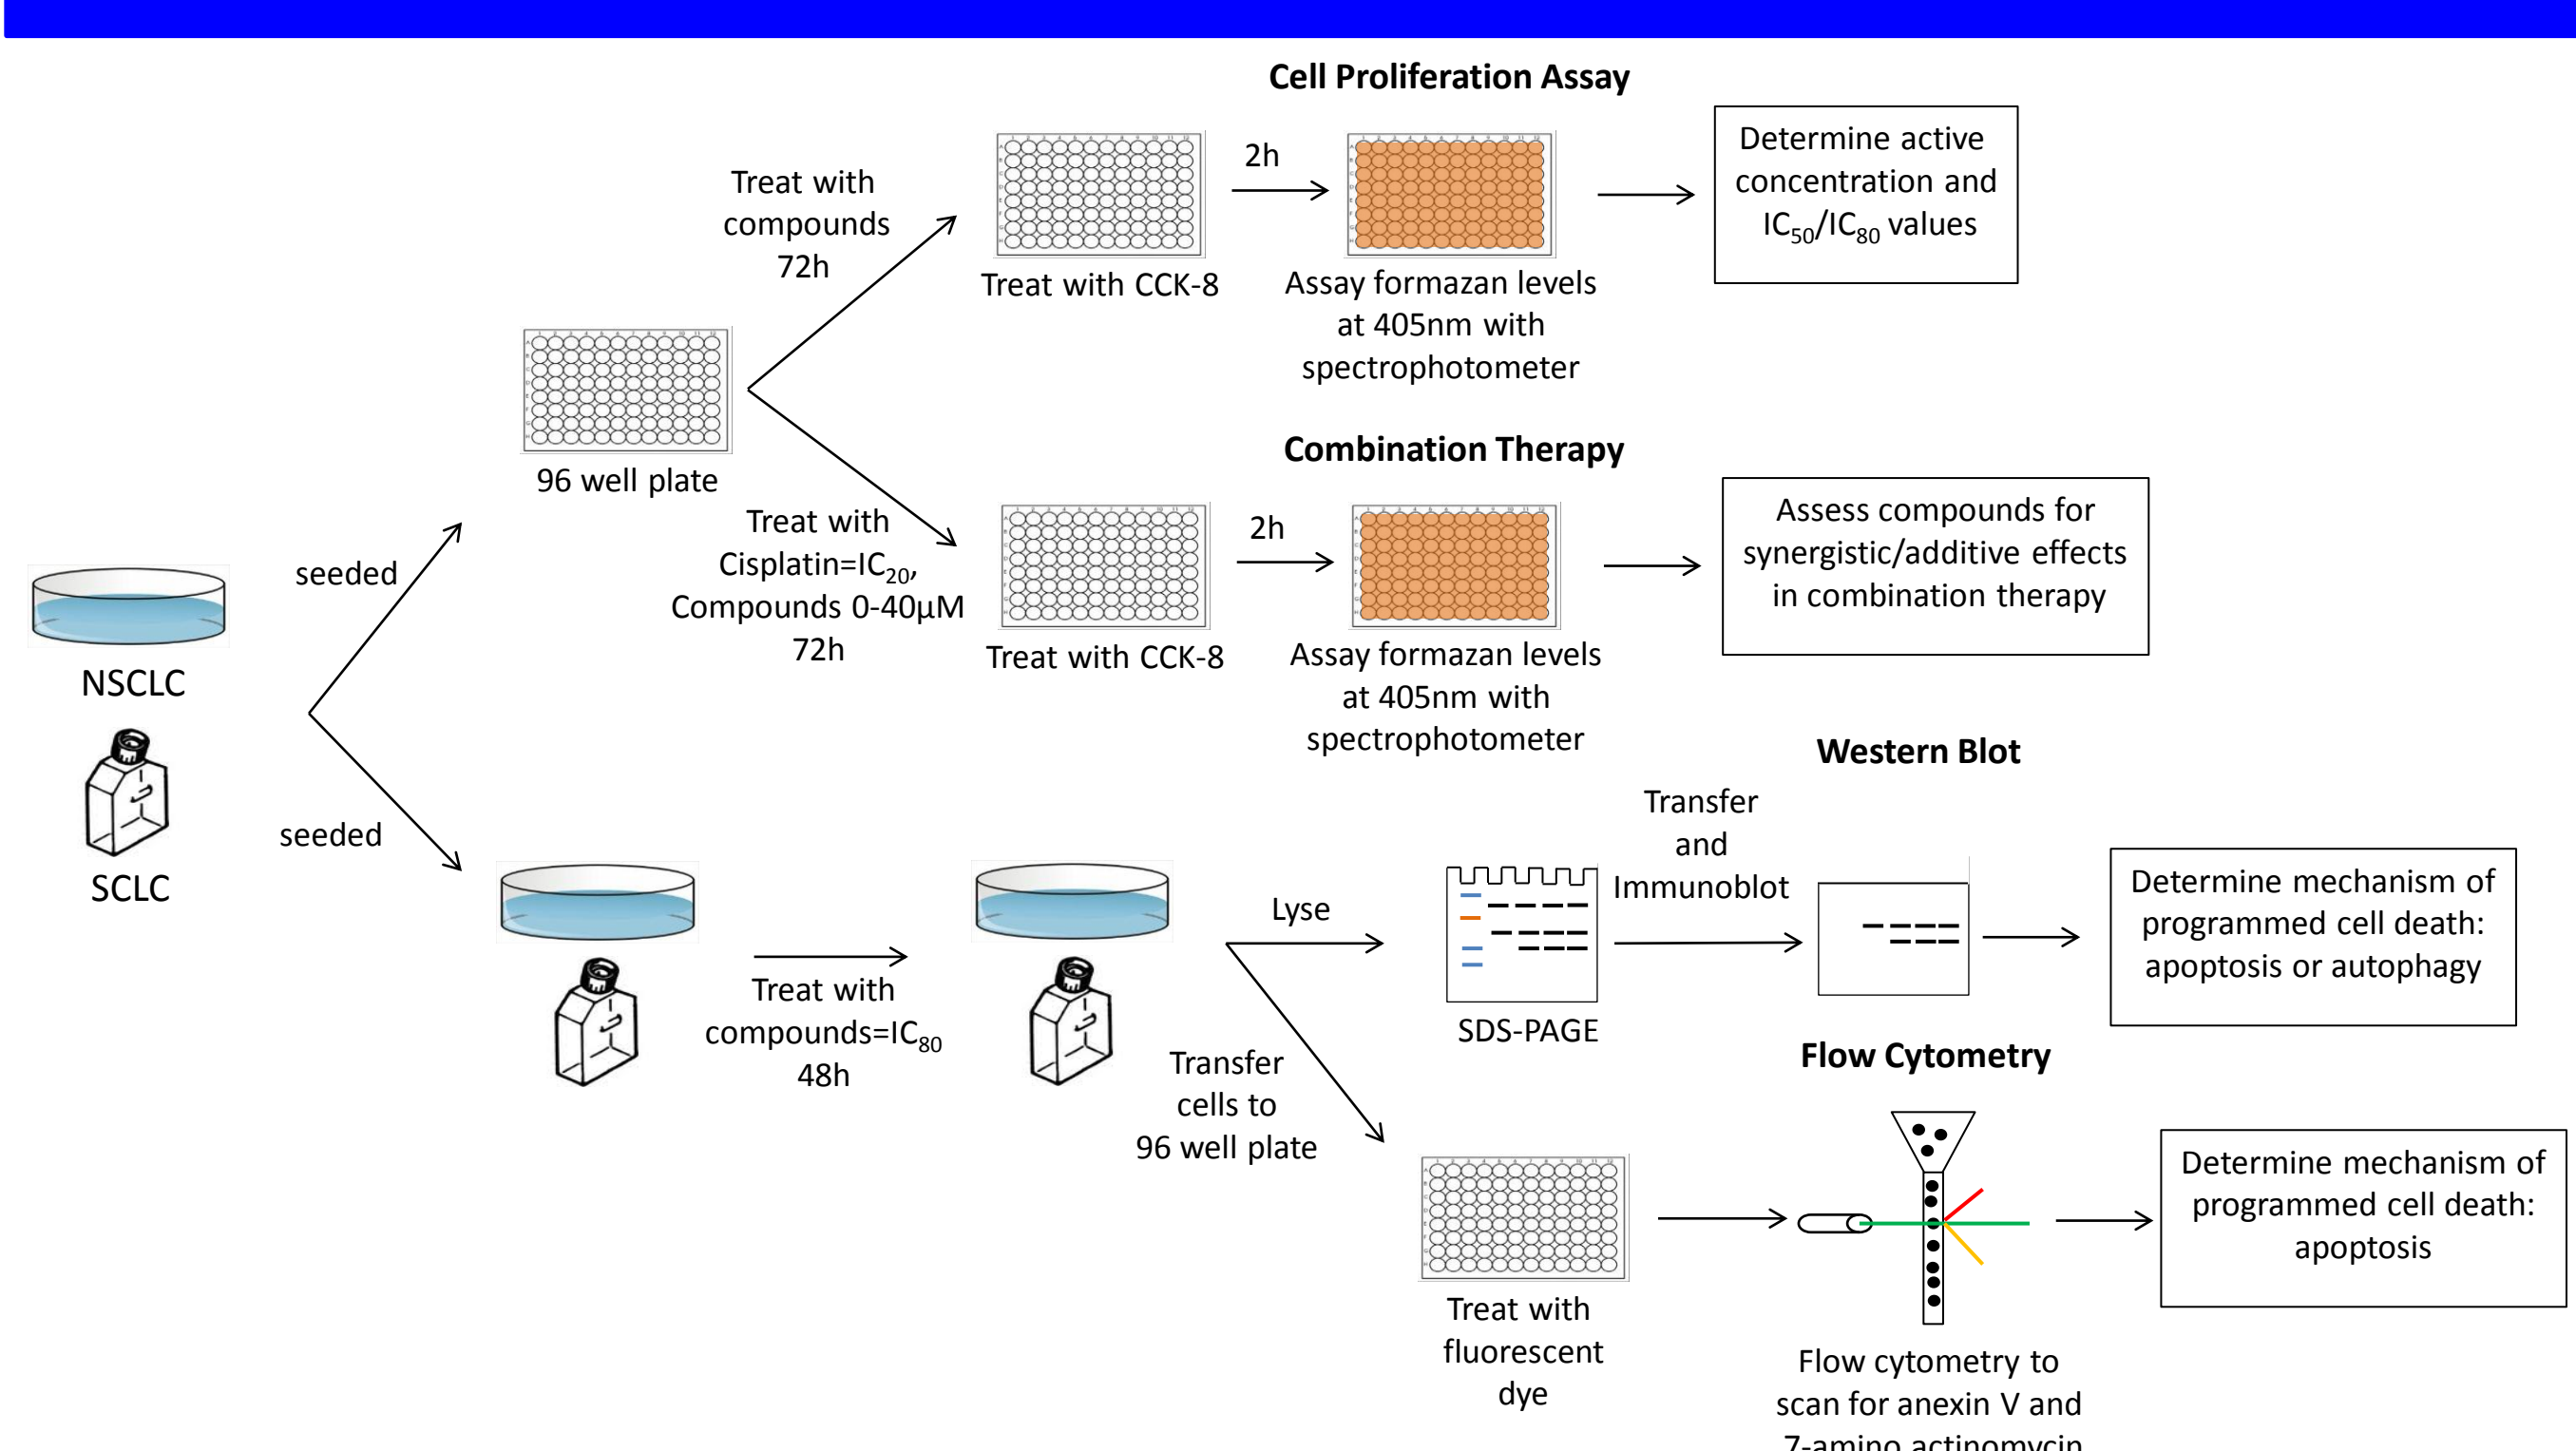 Cell Proliferation Assay
Treat with
compounds
72h
2h
Treat with CCK-8
Assay formazan levels
at 405nm with
spectrophotometer
Determine active
concentration and
IC50/IC80 values
96 well plate
Combination Therapy
Treat with
Cisplatin=IC20,
Compounds 0-40µM
72h
2h
Treat with CCK-8
Assay formazan levels
at 405nm with
spectrophotometer
Assess compounds for
synergistic/additive effects
in combination therapy
seeded
NSCLC
SCLC
seeded
Treat with
compounds=IC80
48h
Western Blot
Lyse
SDS-PAGE
Transfer
and
Immunoblot
Determine mechanism of
programmed cell death:
apoptosis or autophagy
Transfer
cells to
96 well plate
Flow Cytometry
Treat with
fluorescent
dye
Flow cytometry to
scan for anexin V and
7-amino actinomycin
Determine mechanism of
programmed cell death:
apoptosis